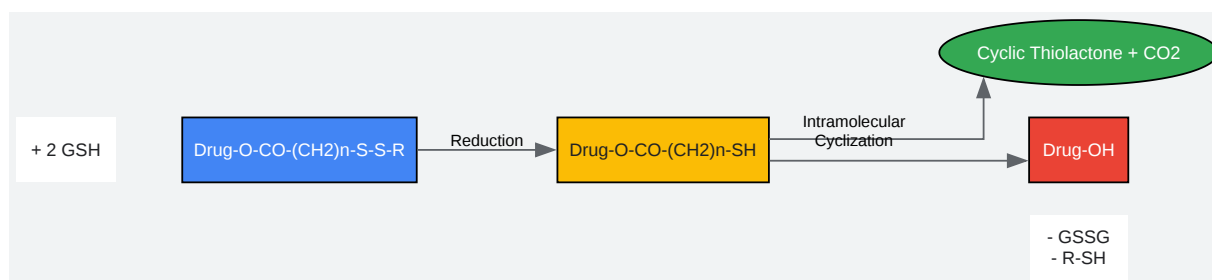 Cyclic Thiolactone + CO2
+ 2 GSH
Drug-O-CO-(CH2)n-S-S-R
Reduction
Drug-O-CO-(CH2)n-SH
Intramolecular
Cyclization
Drug-OH
- GSSG
- R-SH